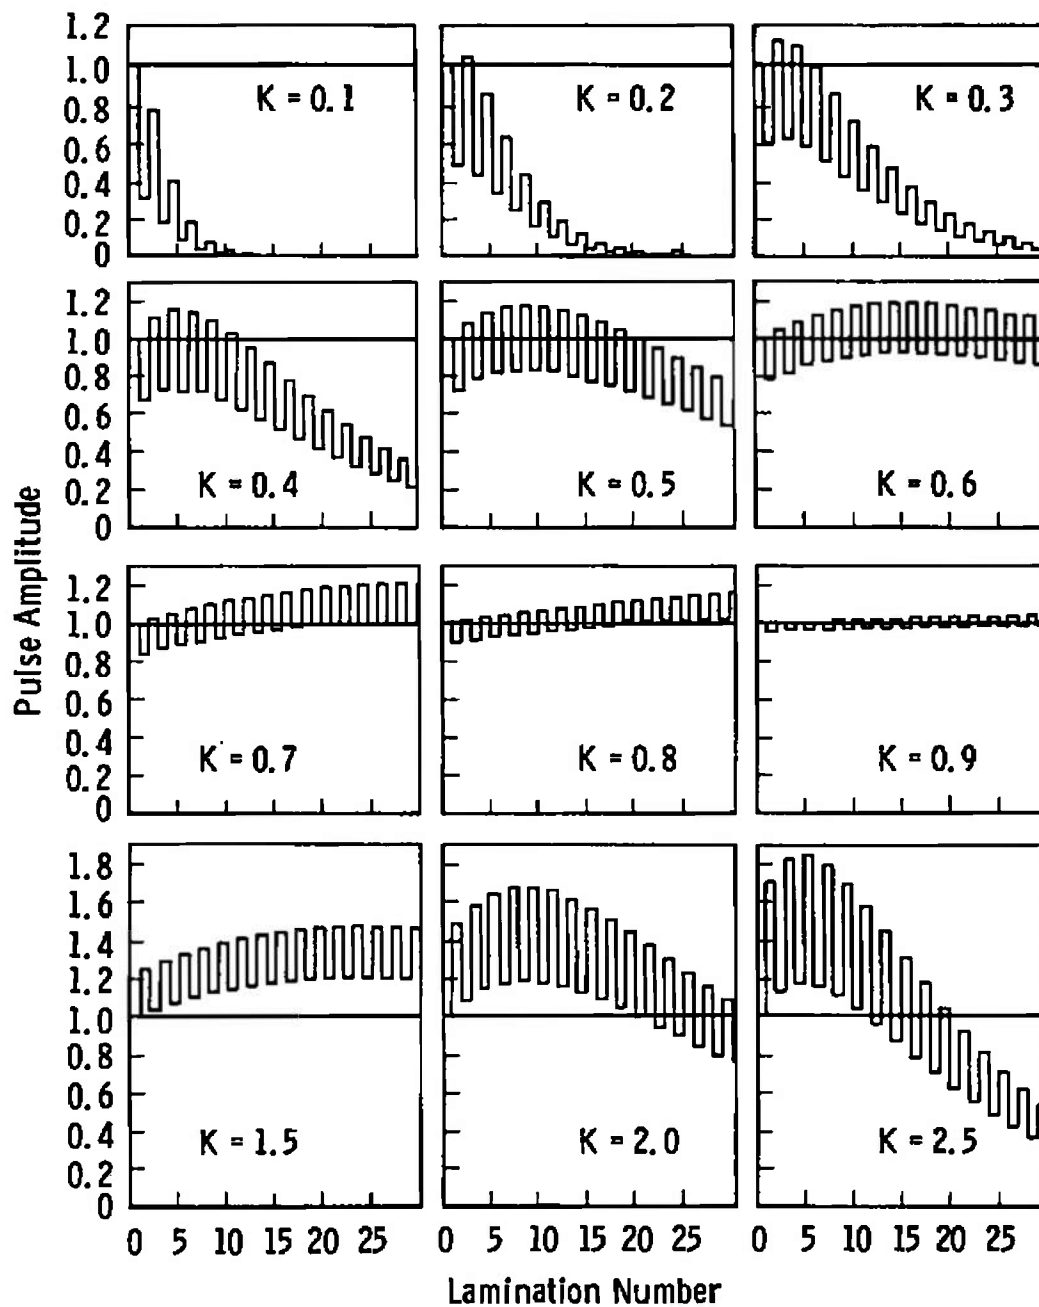 1.2
1.0
0.8
0.6
0.4
0.2
0
K = 0.1
K = 0.2
K = 0.3
1.2
1.0
0.8
0.6
0.4
0.2
0
K = 0.4
K = 0.5
K = 0.6
Pulse Amplitude
1.2
1.0
0.8
0.6
0.4
0.2
0
K = 0.7
K = 0.8
K = 0.9
1.8
1.6
1.4
1.2
1.0
0.8
0.6
0.4
0.2
0
K = 1.5
K = 2.0
K = 2.5
0 5 10 15 20 25
0 5 10 15 20 25
0 5 10 15 20 25
Lamination Number